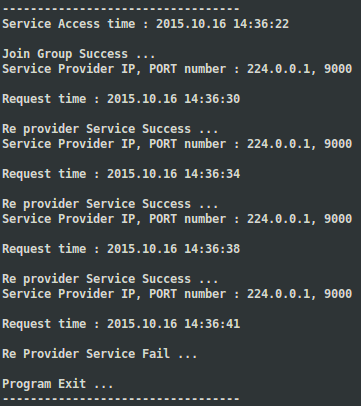 ----------------------------------
Service Access time : 2015.10.16 14:36:22
Join Group Success ...
Service Provider IP, PORT number : 224.0.0.1, 9000
Request time : 2015.10.16 14:36:30
Re provider Service Success ...
Service Provider IP, PORT number : 224.0.0.1, 9000
Request time : 2015.10.16 14:36:34
Re provider Service Success ...
Service Provider IP, PORT number : 224.0.0.1, 9000
Request time : 2015.10.16 14:36:38
Re provider Service Success ...
Service Provider IP, PORT number : 224.0.0.1, 9000
Request time : 2015.10.16 14:36:41
Re Provider Service Fail ...
Program Exit ...
----------------------------------